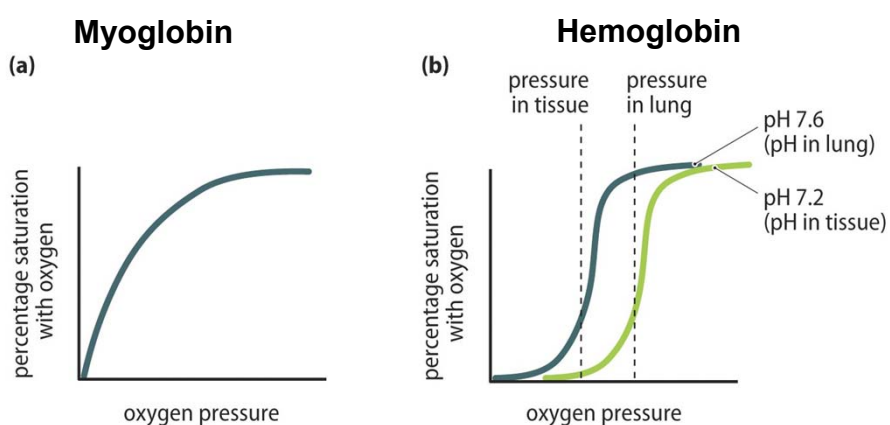 Myoglobin
(a)
percentage saturation
with oxygen
oxygen pressure
Hemoglobin
(b)
pressure
in tissue
pressure
in lung
pH 7.6
(pH in lung)
pH 7.2
(pH in tissue)
percentage saturation
with oxygen
oxygen pressure